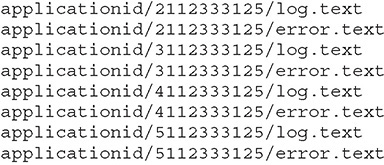 applicationid/2112333125/log.text
applicationid/2112333125/error.text
applicationid/3112333125/log.text
applicationid/3112333125/error.text
applicationid/4112333125/log.text
applicationid/4112333125/error.text
applicationid/5112333125/log.text
applicationid/5112333125/error.text